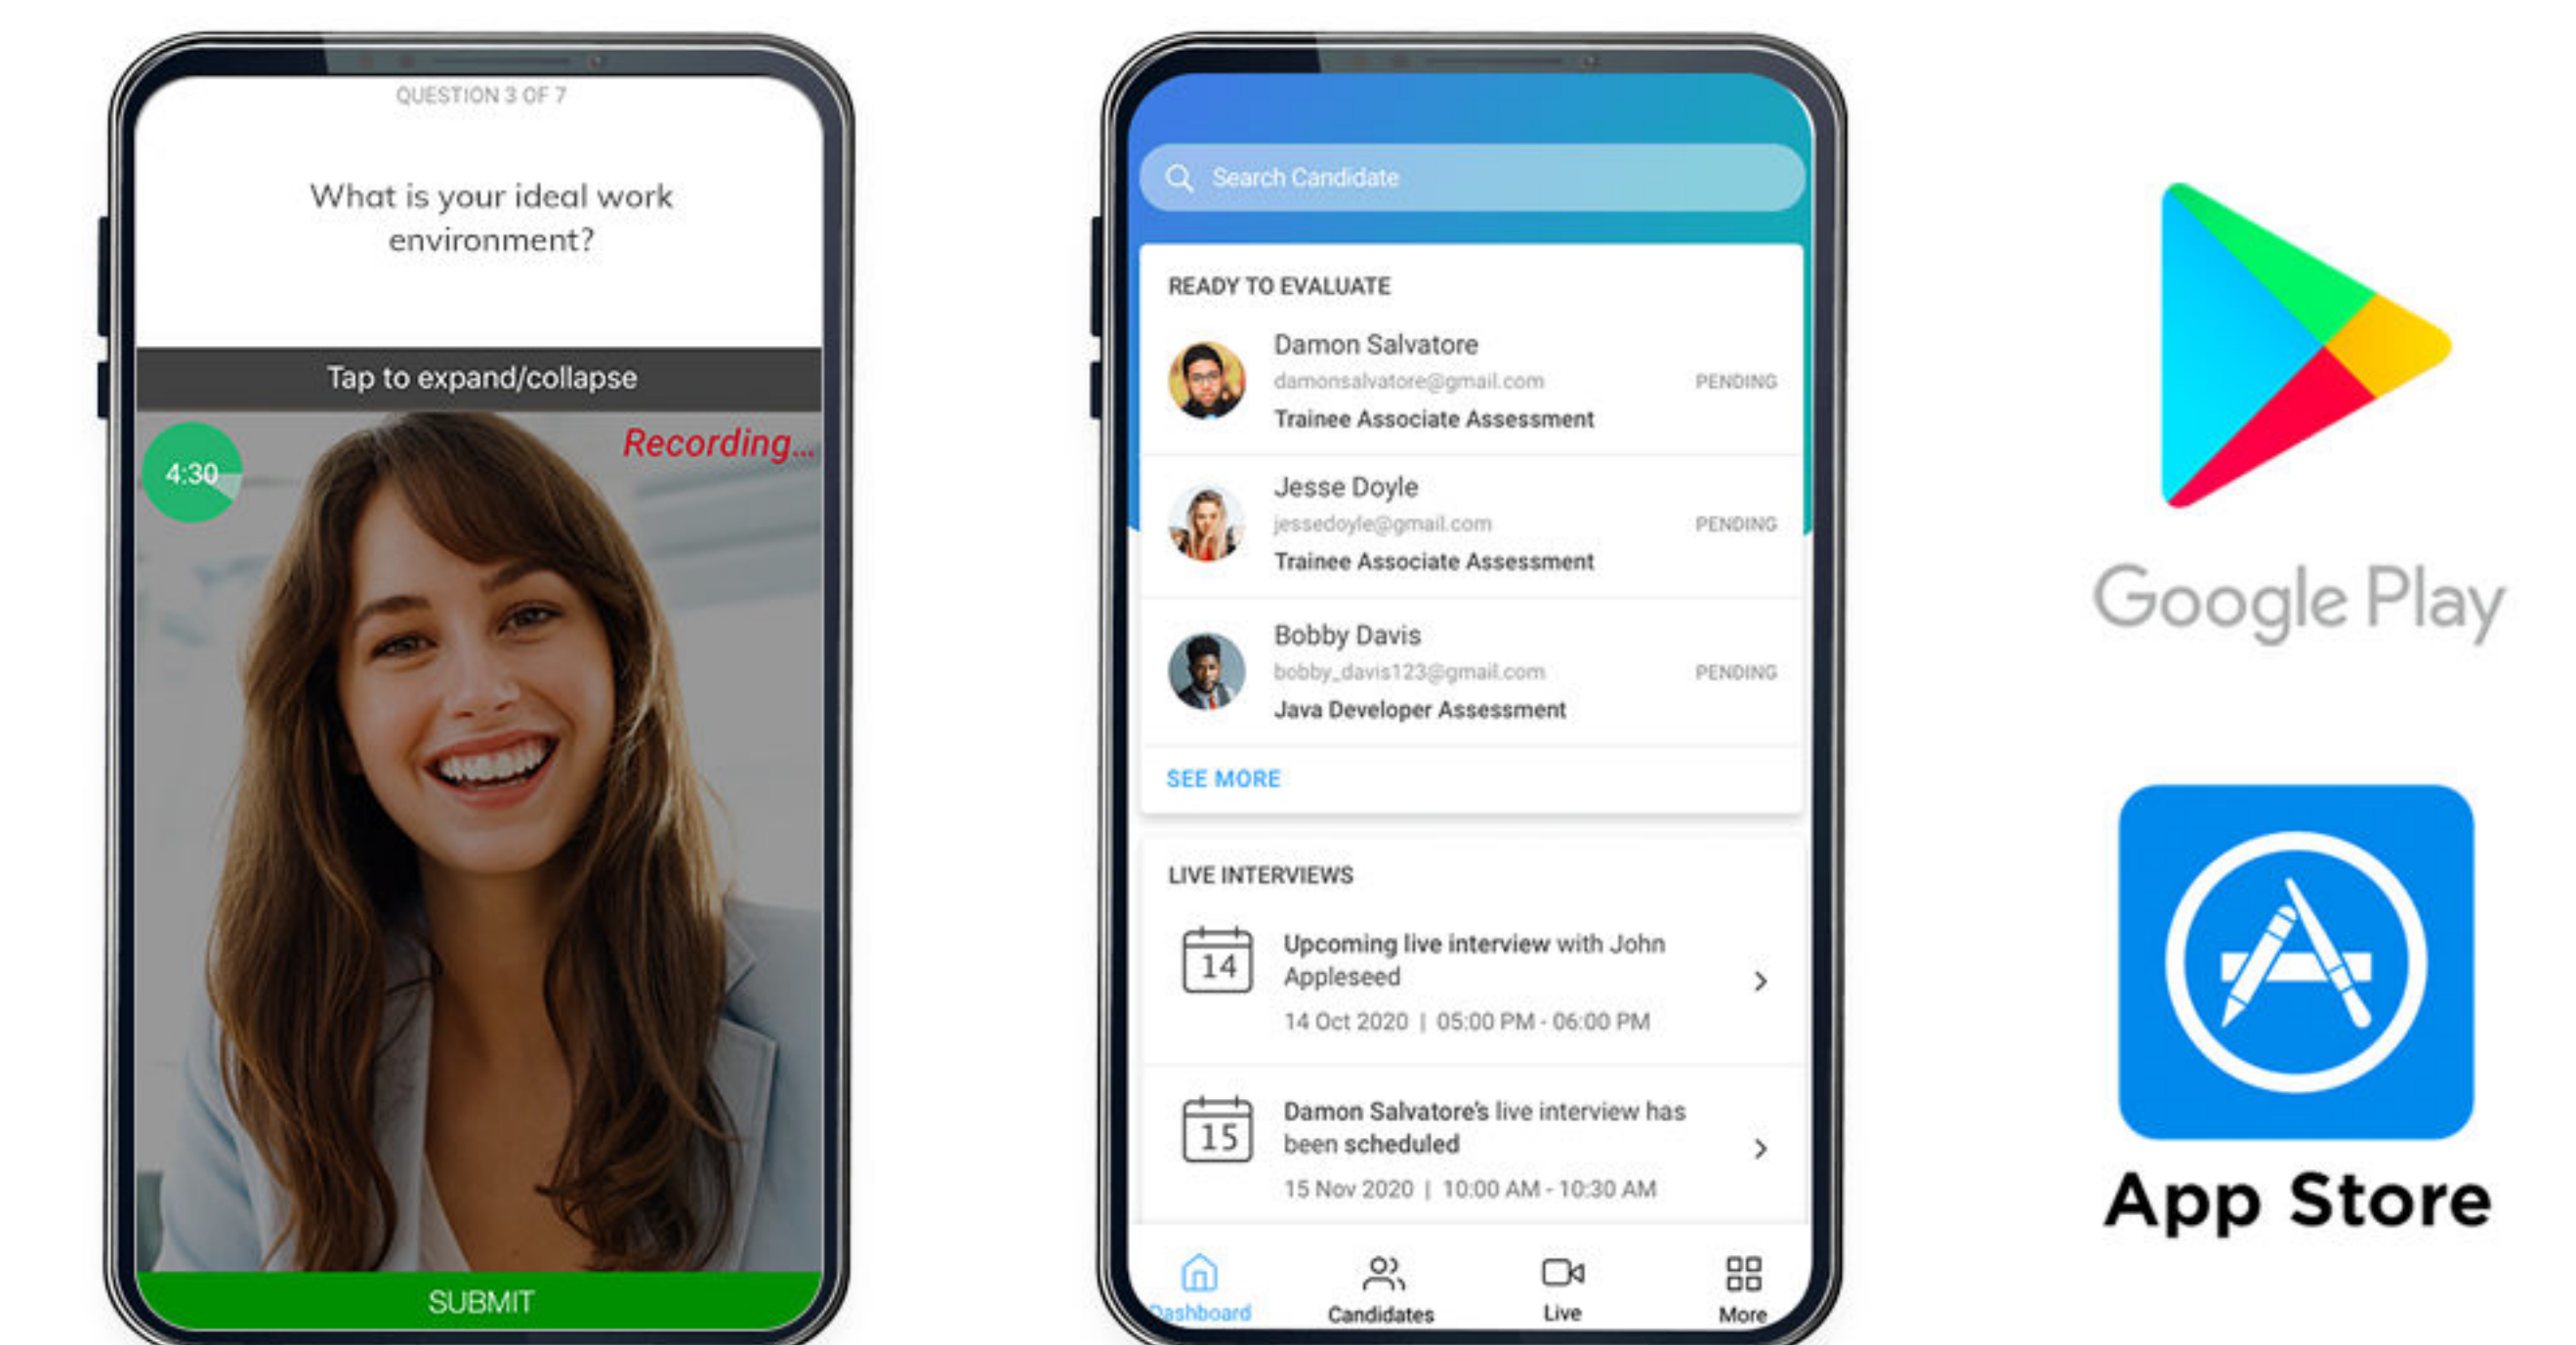 QUESTION 3 OF 7
What is your ideal work
environment?
Tap to expand/collapse
4:30
Recording...
SUBMIT
Search Candidate
READY TO EVALUATE
Damon Salvatore
damonsalvatore@gmail.com
PENDING
Trainee Associate Assessment
Jesse Doyle
jessedoyle@gmail.com
PENDING
Trainee Associate Assessment
Bobby Davis
bobby_davis123@gmail.com
PENDING
Java Developer Assessment
SEE MORE
LIVE INTERVIEWS
14
Upcoming live interview with John
Appleseed
14 Oct 2020 | 05:00 PM - 06:00 PM
15
Damon Salvatore's live interview has
been scheduled
15 Nov 2020 | 10:00 AM - 10:30 AM
Dashboard
Candidates
Live
More
Google Play
App Store